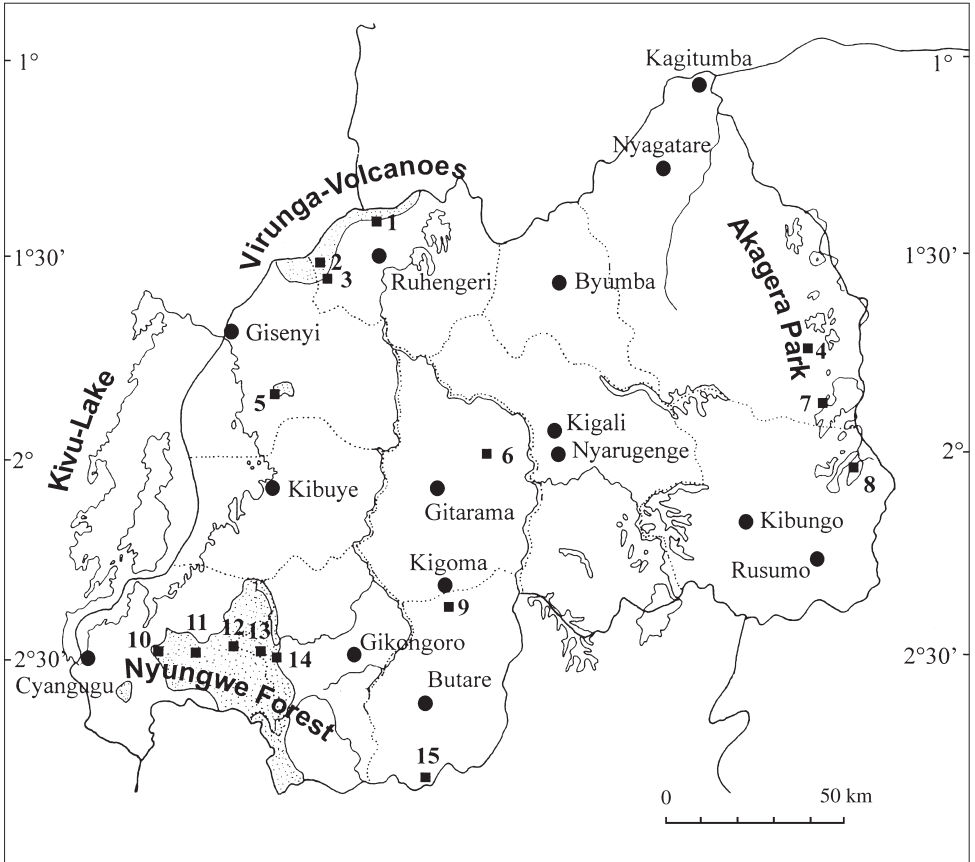 Kagitumba
1°
1°
Nyagatare
Virunga-Volcanoes
1
Akagera Park
1°30’
2
1°30’
3
Ruhengeri
Byumba
Gisenyi
4
Kivu-Lake
5
7
Kigali
6
Nyarugenge
2°
2°
8
Kibuye
Gitarama
Kibungo
Kigoma
Rusumo
9
10
11
12
13
14
Gikongoro
2°30’
2°30’
Cyangugu
Nyungwe Forest
Butare
15
0
50 km